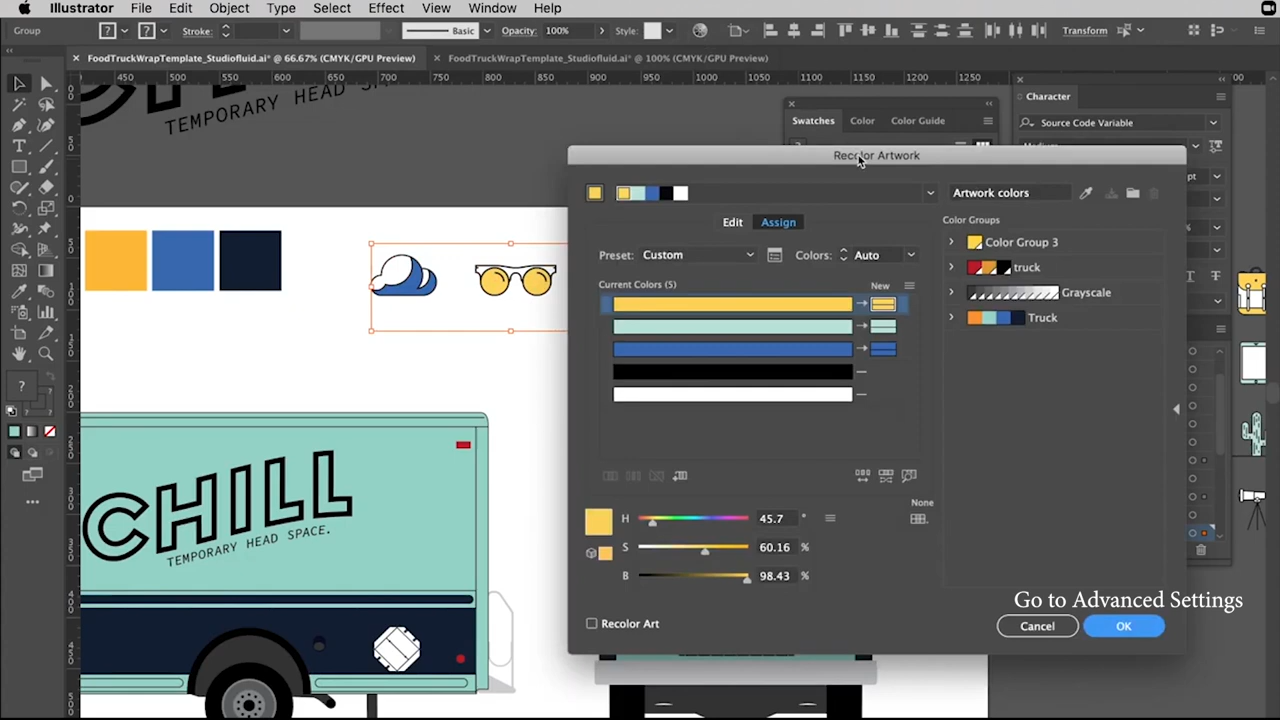 Illustrator File Edit Object Type Select Effect View Window Help
Group ? ? Stroke: Basic Opacity: 100% Style: Transform
FoodTruckWrapTemplate_Studiofluid.ai* @ 66.67% (CMYK/GPU Preview) FoodTruckWrapTemplate_Studiofluid.ai* @ 100% (CMYK/GPU Preview)
450 500 550 600 650 700 750 800 850 900 950 1000 1050 1100 1150 1200 1250
CHILL
TEMPORARY HEAD SPA
Swatches Color Color Guide
Character
Source Code Variable
Recolor Artwork
Artwork colors
Edit Assign
Color Groups
Preset: Custom Colors: Auto
Color Group 3
truck
Grayscale
Truck
Current Colors (5) New
None
H 45.7 °
S 60.16 %
B 98.43 %
Recolor Art
Go to Advanced Settings
Cancel OK
CHILL
TEMPORARY HEAD SPACE.